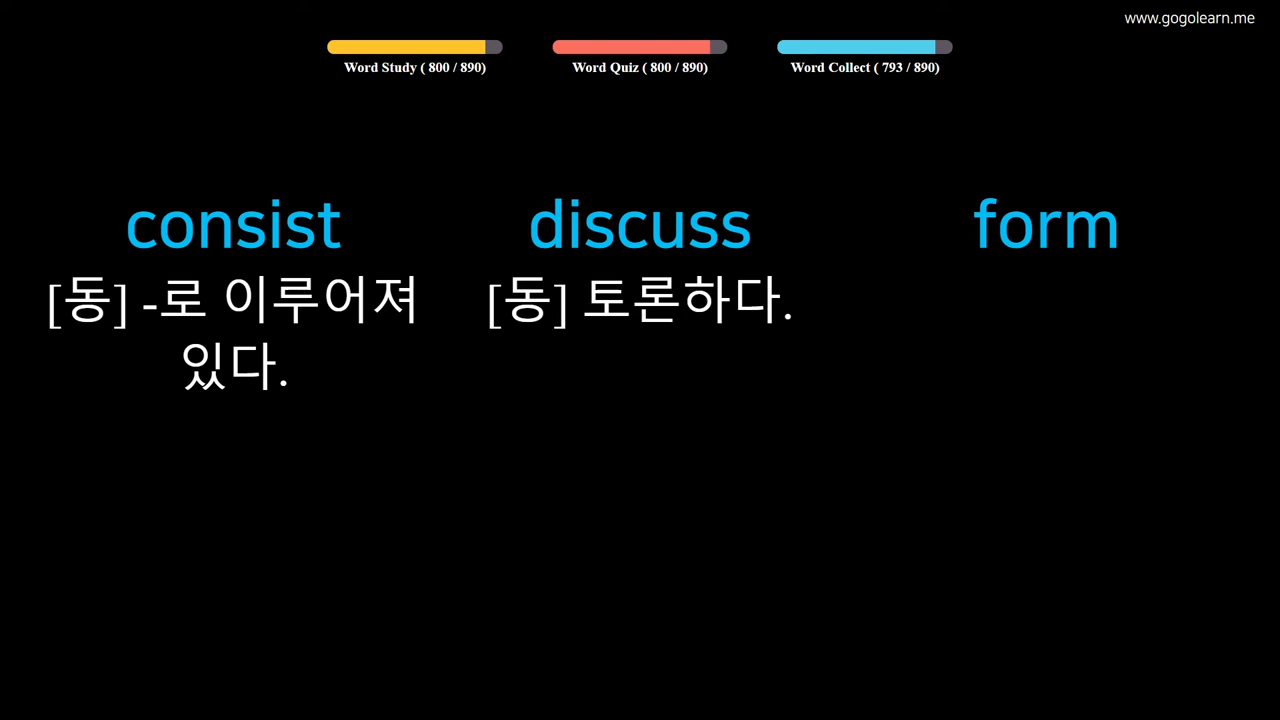 www.gogolearn.me
Word Study ( 800 / 890)
Word Quiz ( 800 / 890)
Word Collect ( 793 / 890)
consist
[동] -로 이루어져
있다.
discuss
[동] 토론하다.
form